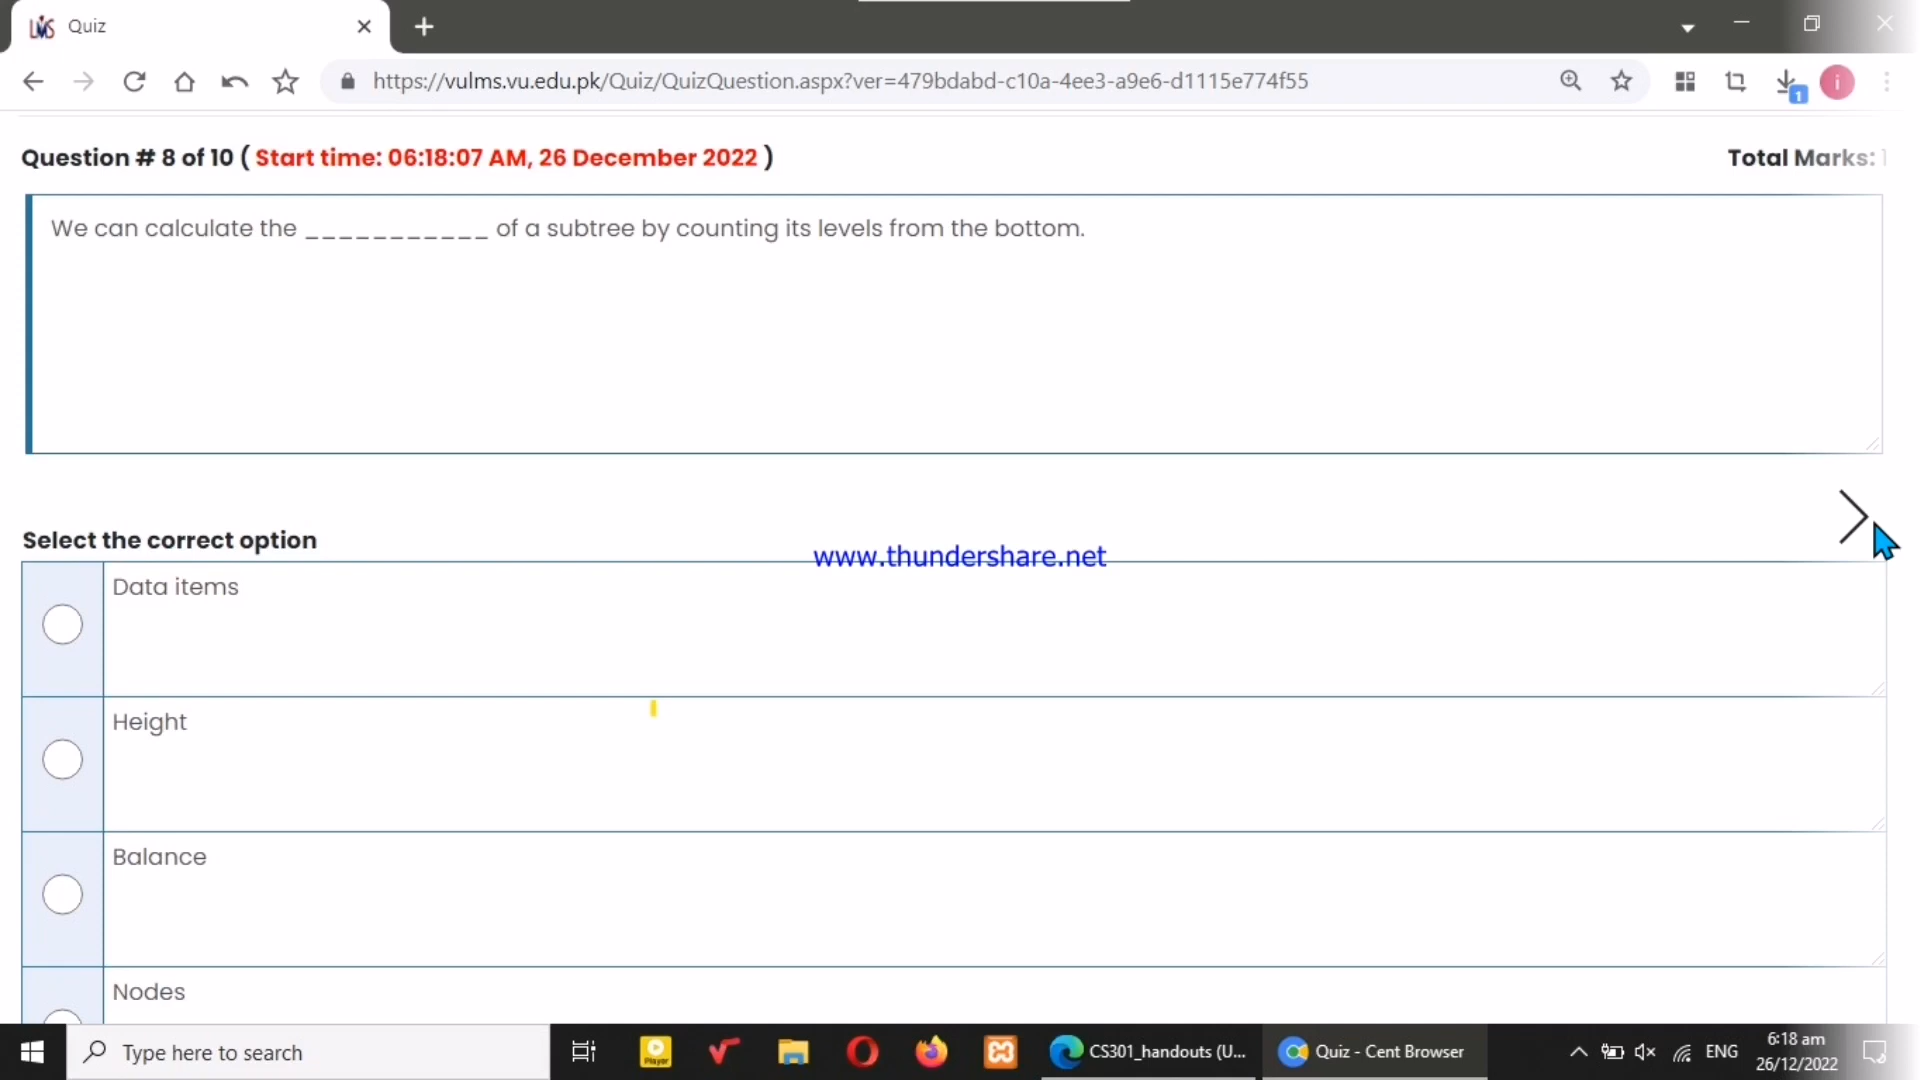 Quiz
https://vulms.vu.edu.pk/Quiz/QuizQuestion.aspx?ver=479bdabd-c10a-4ee3-a9e6-d1115e774f55
1
i
Question # 8 of 10 ( Start time: 06:18:07 AM, 26 December 2022 )
Total Marks: 1
We can calculate the ___________ of a subtree by counting its levels from the bottom.
Select the correct option
www.thundershare.net
Data items
Height
Balance
Nodes
Type here to search
Player
CS301_handouts (U...
Quiz - Cent Browser
ENG
6:18 am
26/12/2022